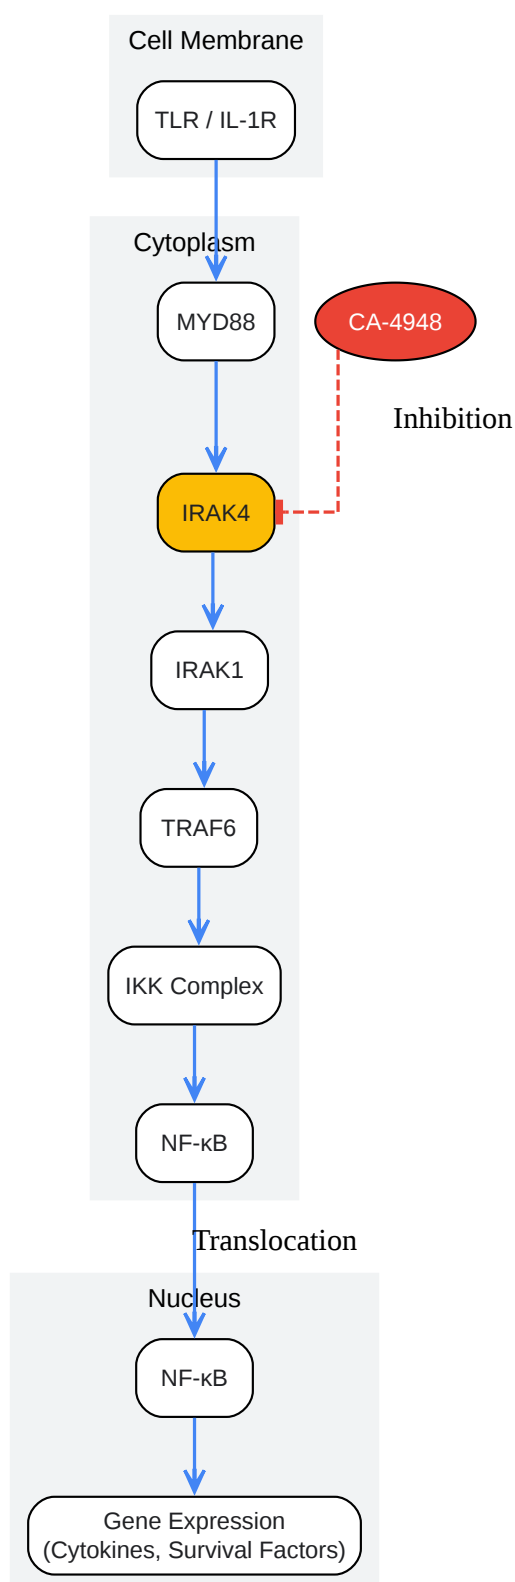 Cell Membrane
TLR / IL-1R
Cytoplasm
MYD88
CA-4948
Inhibition
IRAK4
IRAK1
TRAF6
IKK Complex
NF-κB
Translocation
Nucleus
NF-κB
Gene Expression
(Cytokines, Survival Factors)